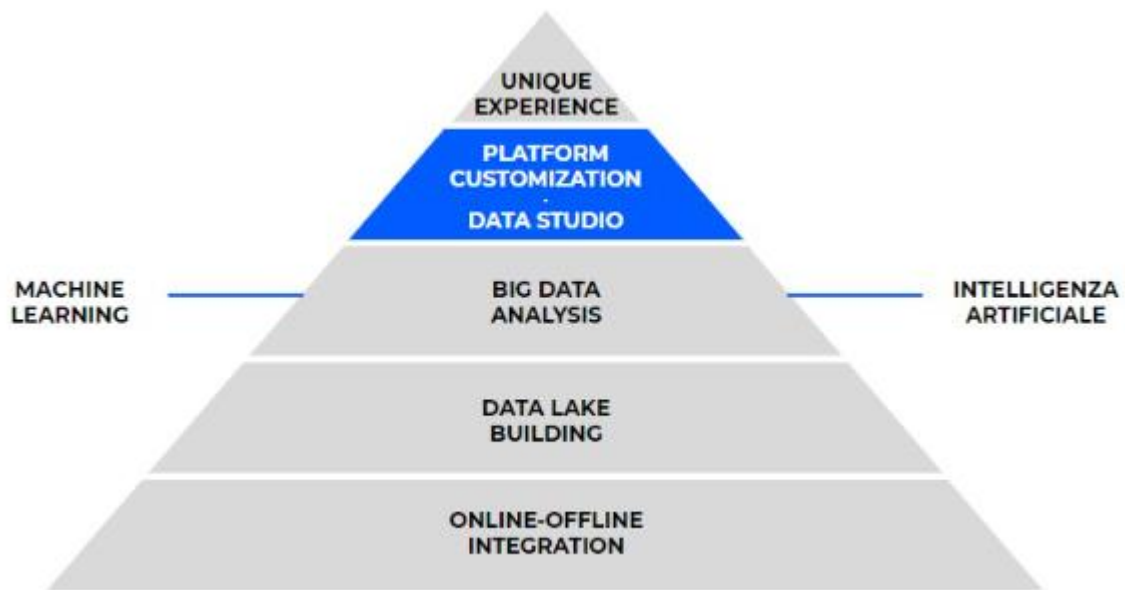 UNIQUE
EXPERIENCE
PLATFORM
CUSTOMIZATION
·
DATA STUDIO
MACHINE
LEARNING
BIG DATA
ANALYSIS
INTELLIGENZA
ARTIFICIALE
DATA LAKE
BUILDING
ONLINE-OFFLINE
INTEGRATION